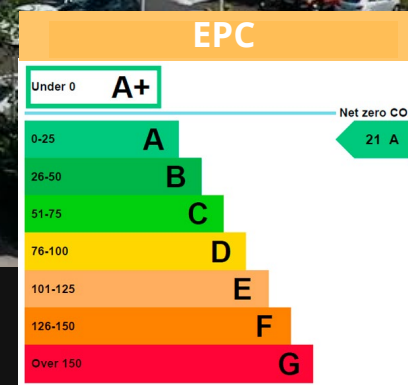 EPC
Under 0 A+
Net zero CO
0-25 A
21 A
26-50 B
51-75 C
76-100 D
101-125 E
126-150 F
Over 150 G